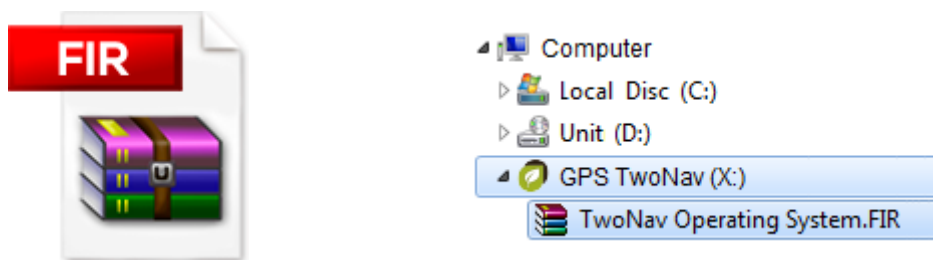 FIR
U
Computer
Local Disc (C:)
Unit (D:)
GPS TwoNav (X:)
TwoNav Operating System.FIR